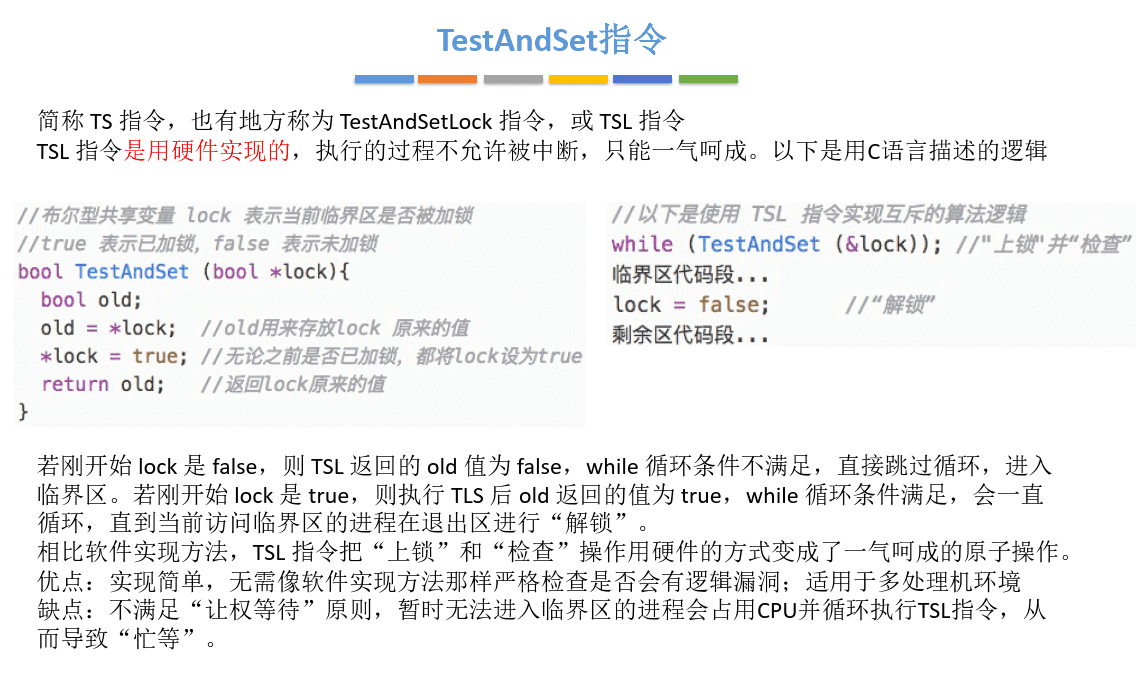 TestAndSet指令
简称 TS 指令，也有地方称为 TestAndSetLock 指令，或 TSL 指令
TSL 指令是用硬件实现的，执行的过程不允许被中断，只能一气呵成。以下是用C语言描述的逻辑
//布尔型共享变量 lock 表示当前临界区是否被加锁
//true 表示已加锁，false 表示未加锁
bool TestAndSet (bool *lock){
  bool old;
  old = *lock;  //old用来存放lock 原来的值
  *lock = true; //无论之前是否已加锁，都将lock设为true
  return old;   //返回lock原来的值
}
//以下是使用 TSL 指令实现互斥的算法逻辑
while (TestAndSet (&lock)); //"上锁"并“检查”
临界区代码段...
lock = false;      //“解锁”
剩余区代码段...
若刚开始 lock 是 false，则 TSL 返回的 old 值为 false，while 循环条件不满足，直接跳过循环，进入
临界区。若刚开始 lock 是 true，则执行 TLS 后 old 返回的值为 true，while 循环条件满足，会一直
循环，直到当前访问临界区的进程在退出区进行“解锁”。
相比软件实现方法，TSL 指令把“上锁”和“检查”操作用硬件的方式变成了一气呵成的原子操作。
优点：实现简单，无需像软件实现方法那样严格检查是否会有逻辑漏洞；适用于多处理机环境
缺点：不满足“让权等待”原则，暂时无法进入临界区的进程会占用CPU并循环执行TSL指令，从
而导致“忙等”。